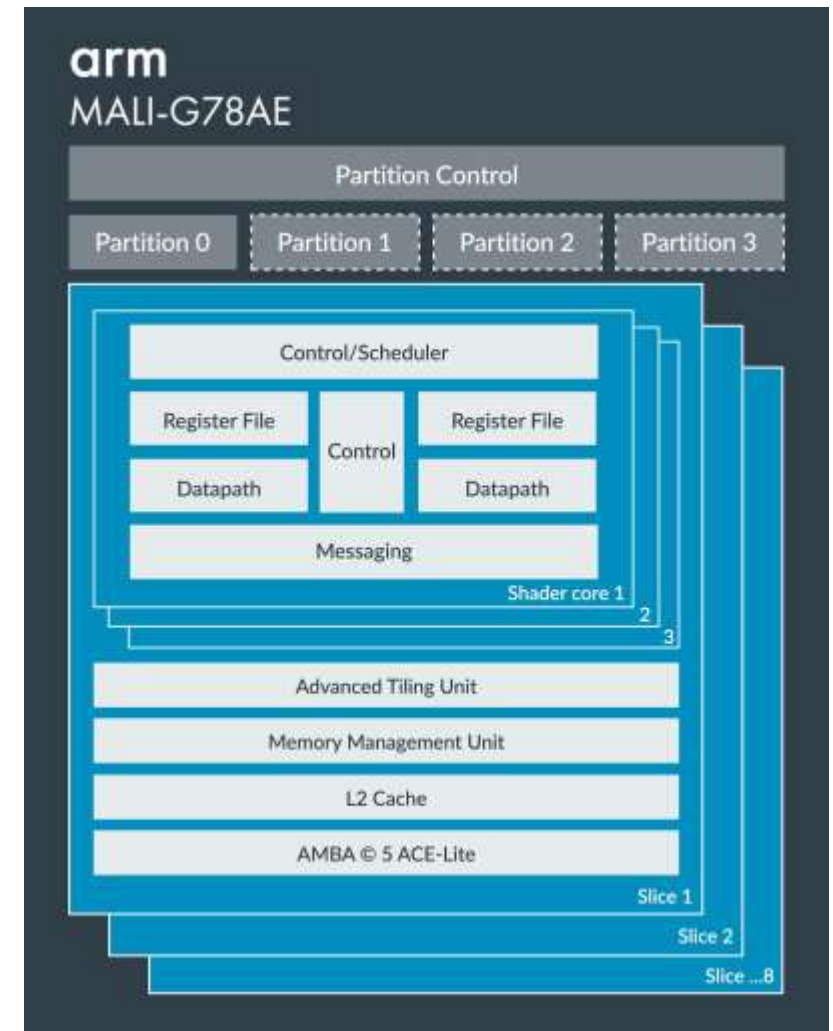 arm
MALI-G78AE
Partition Control
Partition 0 Partition 1 Partition 2 Partition 3
Control/Scheduler
Register File Control Register File
Datapath Datapath
Messaging
Shader core 1
2
3
Advanced Tiling Unit
Memory Management Unit
L2 Cache
AMBA © 5 ACE-Lite
Slice 1
Slice 2
Slice ...8